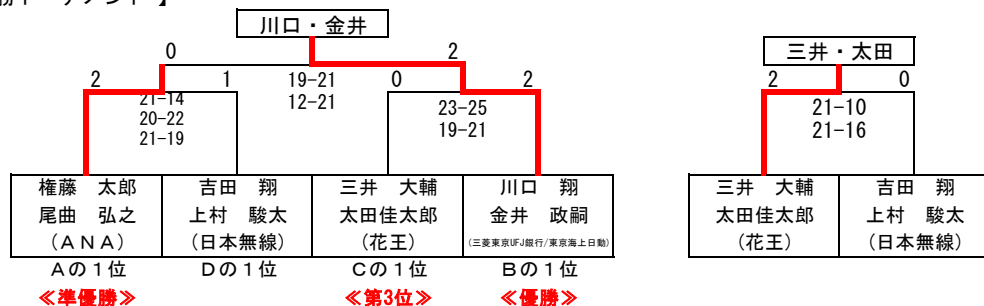 川口・金井
三井・太田
0 2
2 1 19-21 0 2
12-21
2 0
21-14
20-22
21-19
23-25
19-21
21-10
21-16
権藤 太郎
尾曲 弘之
(ANA)
Aの1位
≪準優勝≫
吉田 翔
上村 駿太
(日本無線)
Dの1位
三井 大輔
太田佳太郎
(花王)
Cの1位
≪第3位≫
川口 翔
金井 政嗣
(三菱東京UFJ銀行/東京海上日動)
Bの1位
≪優勝≫
三井 大輔
太田佳太郎
(花王)
吉田 翔
上村 駿太
(日本無線)